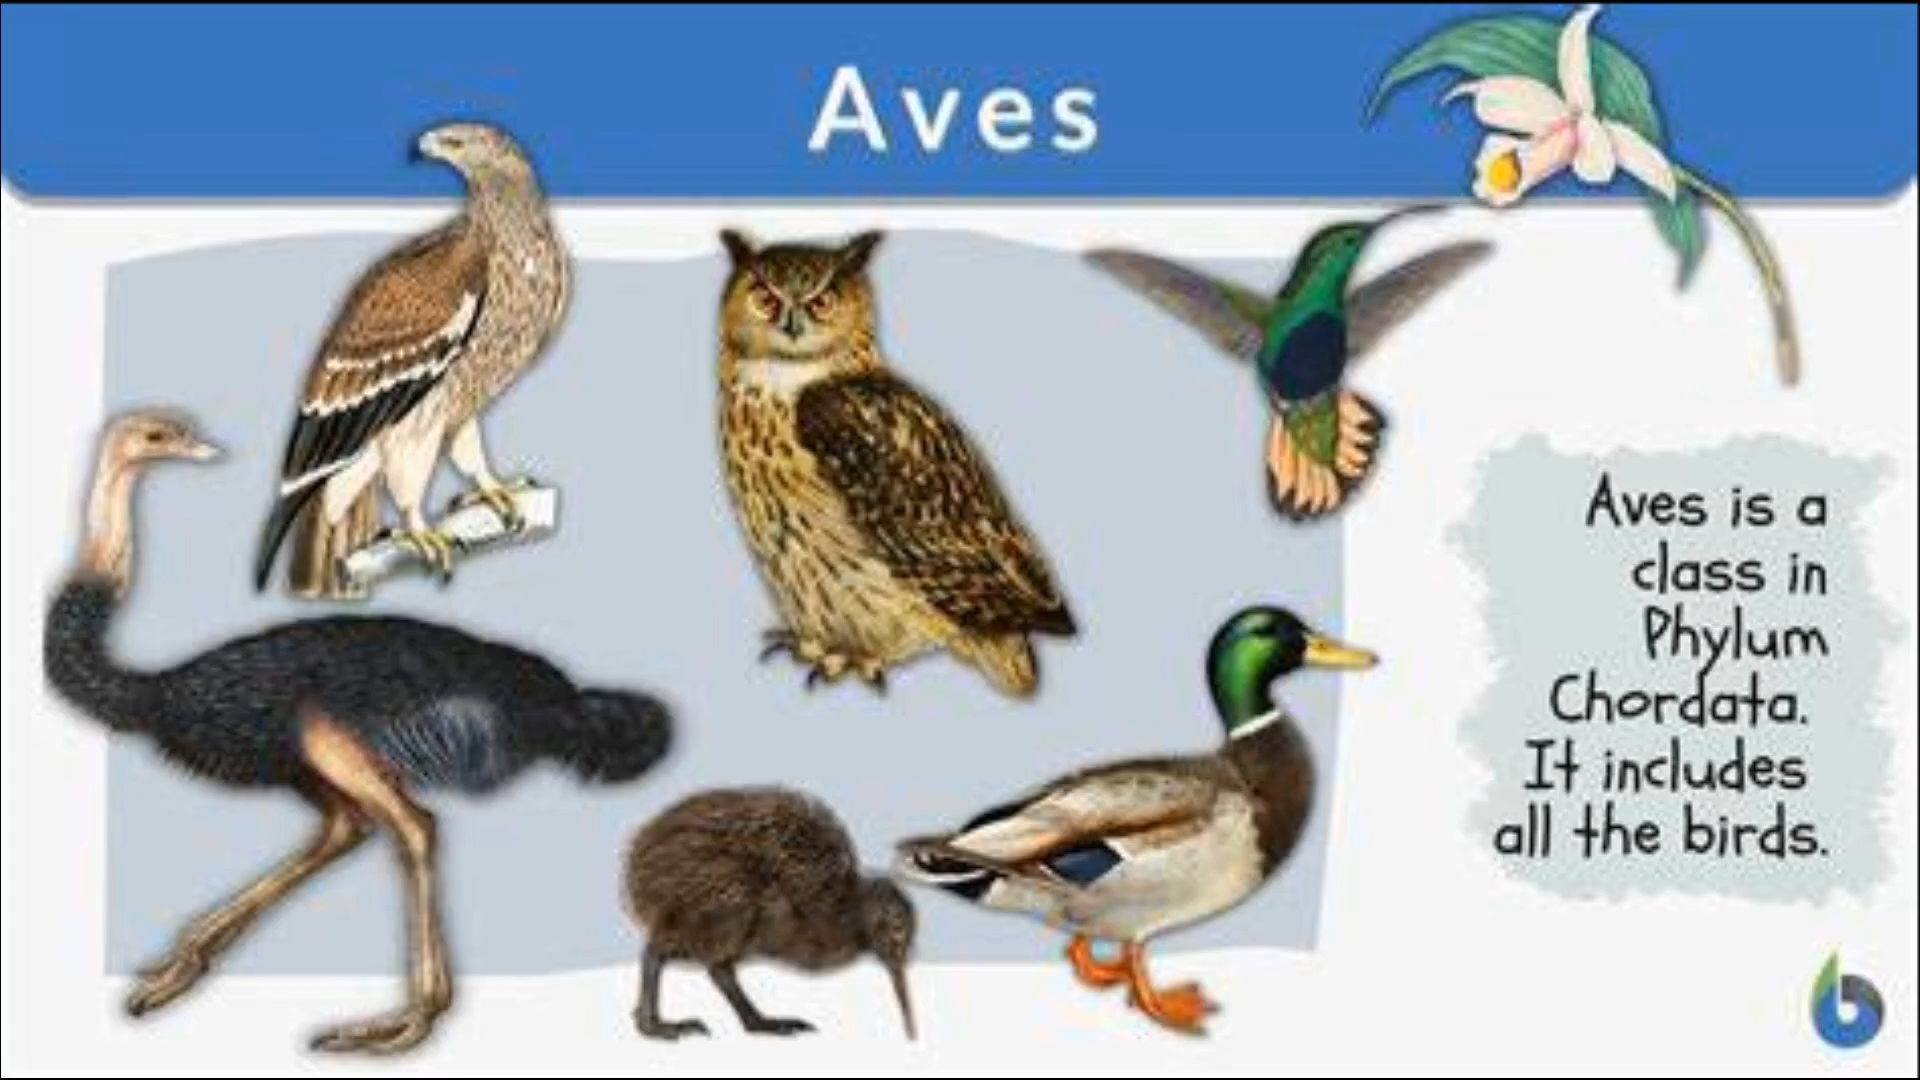 Aves
Aves is a
class in
Phylum
Chordata.
It includes
all the birds.